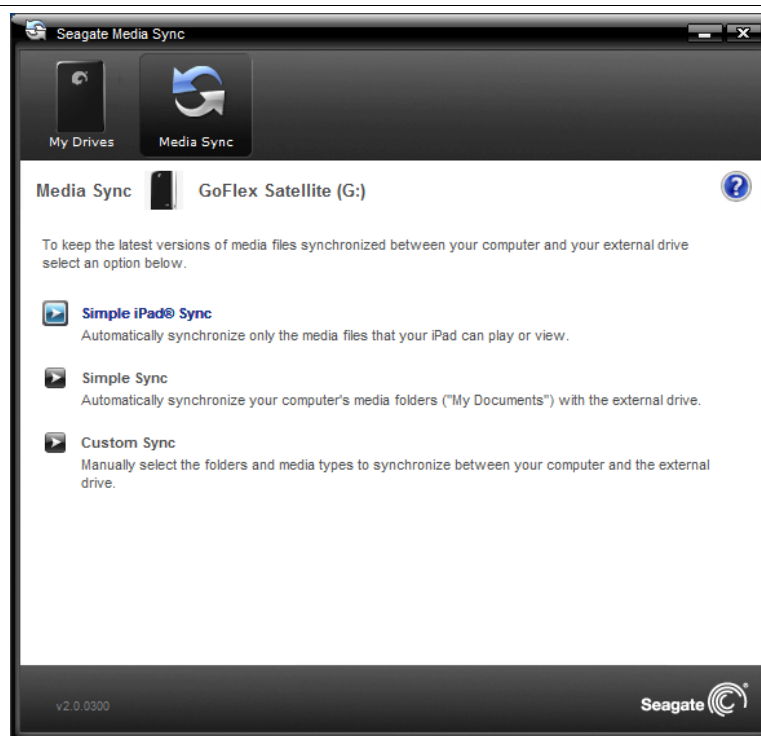 Seagate Media Sync
My Drives Media Sync
Media Sync GoFlex Satellite (G:)
?
To keep the latest versions of media files synchronized between your computer and your external drive
select an option below.
Simple iPad® Sync
Automatically synchronize only the media files that your iPad can play or view.
Simple Sync
Automatically synchronize your computer's media folders ("My Documents") with the external drive.
Custom Sync
Manually select the folders and media types to synchronize between your computer and the external
drive.
v2.0.0300
Seagate